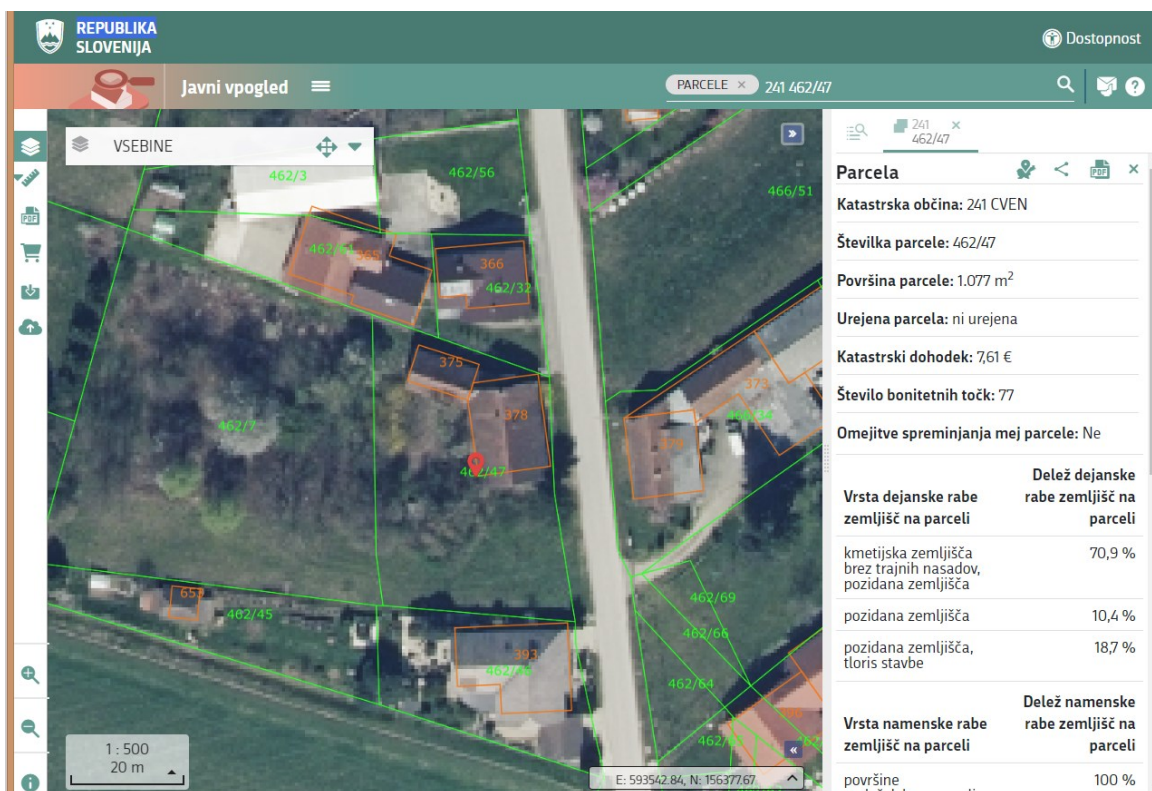 REPUBLIKA
SLOVENIJA
Dostopnost
Javni vpogled
PARCELE ×
241 462/47
VSEBINE
462/3
462/56
466/51
365
366
462/32
375
378
373
462/7
462/47
379
653
462/45
462/69
462/66
393
462/64
1 : 500
20 m
E: 593542.84, N: 156377.67
241
462/47
Parcela
PDF
Katastrska občina: 241 CVEN
Številka parcele: 462/47
Površina parcele: 1.077 m²
Urejena parcela: ni urejena
Katastrski dohodek: 7,61 €
Število bonitetnih točk: 77
Omejitve spreminjanja mej parcele: Ne
Vrsta dejanske rabe
zemljišč na parceli
Delež dejanske
rabe zemljišč na
parceli
kmetijska zemljišča
brez trajnih nasadov,
pozidana zemljišča
70,9 %
pozidana zemljišča
10,4 %
pozidana zemljišča,
tloris stavbe
18,7 %
Vrsta namenske rabe
zemljišč na parceli
Delež namenske
rabe zemljišč na
parceli
površine
100 %